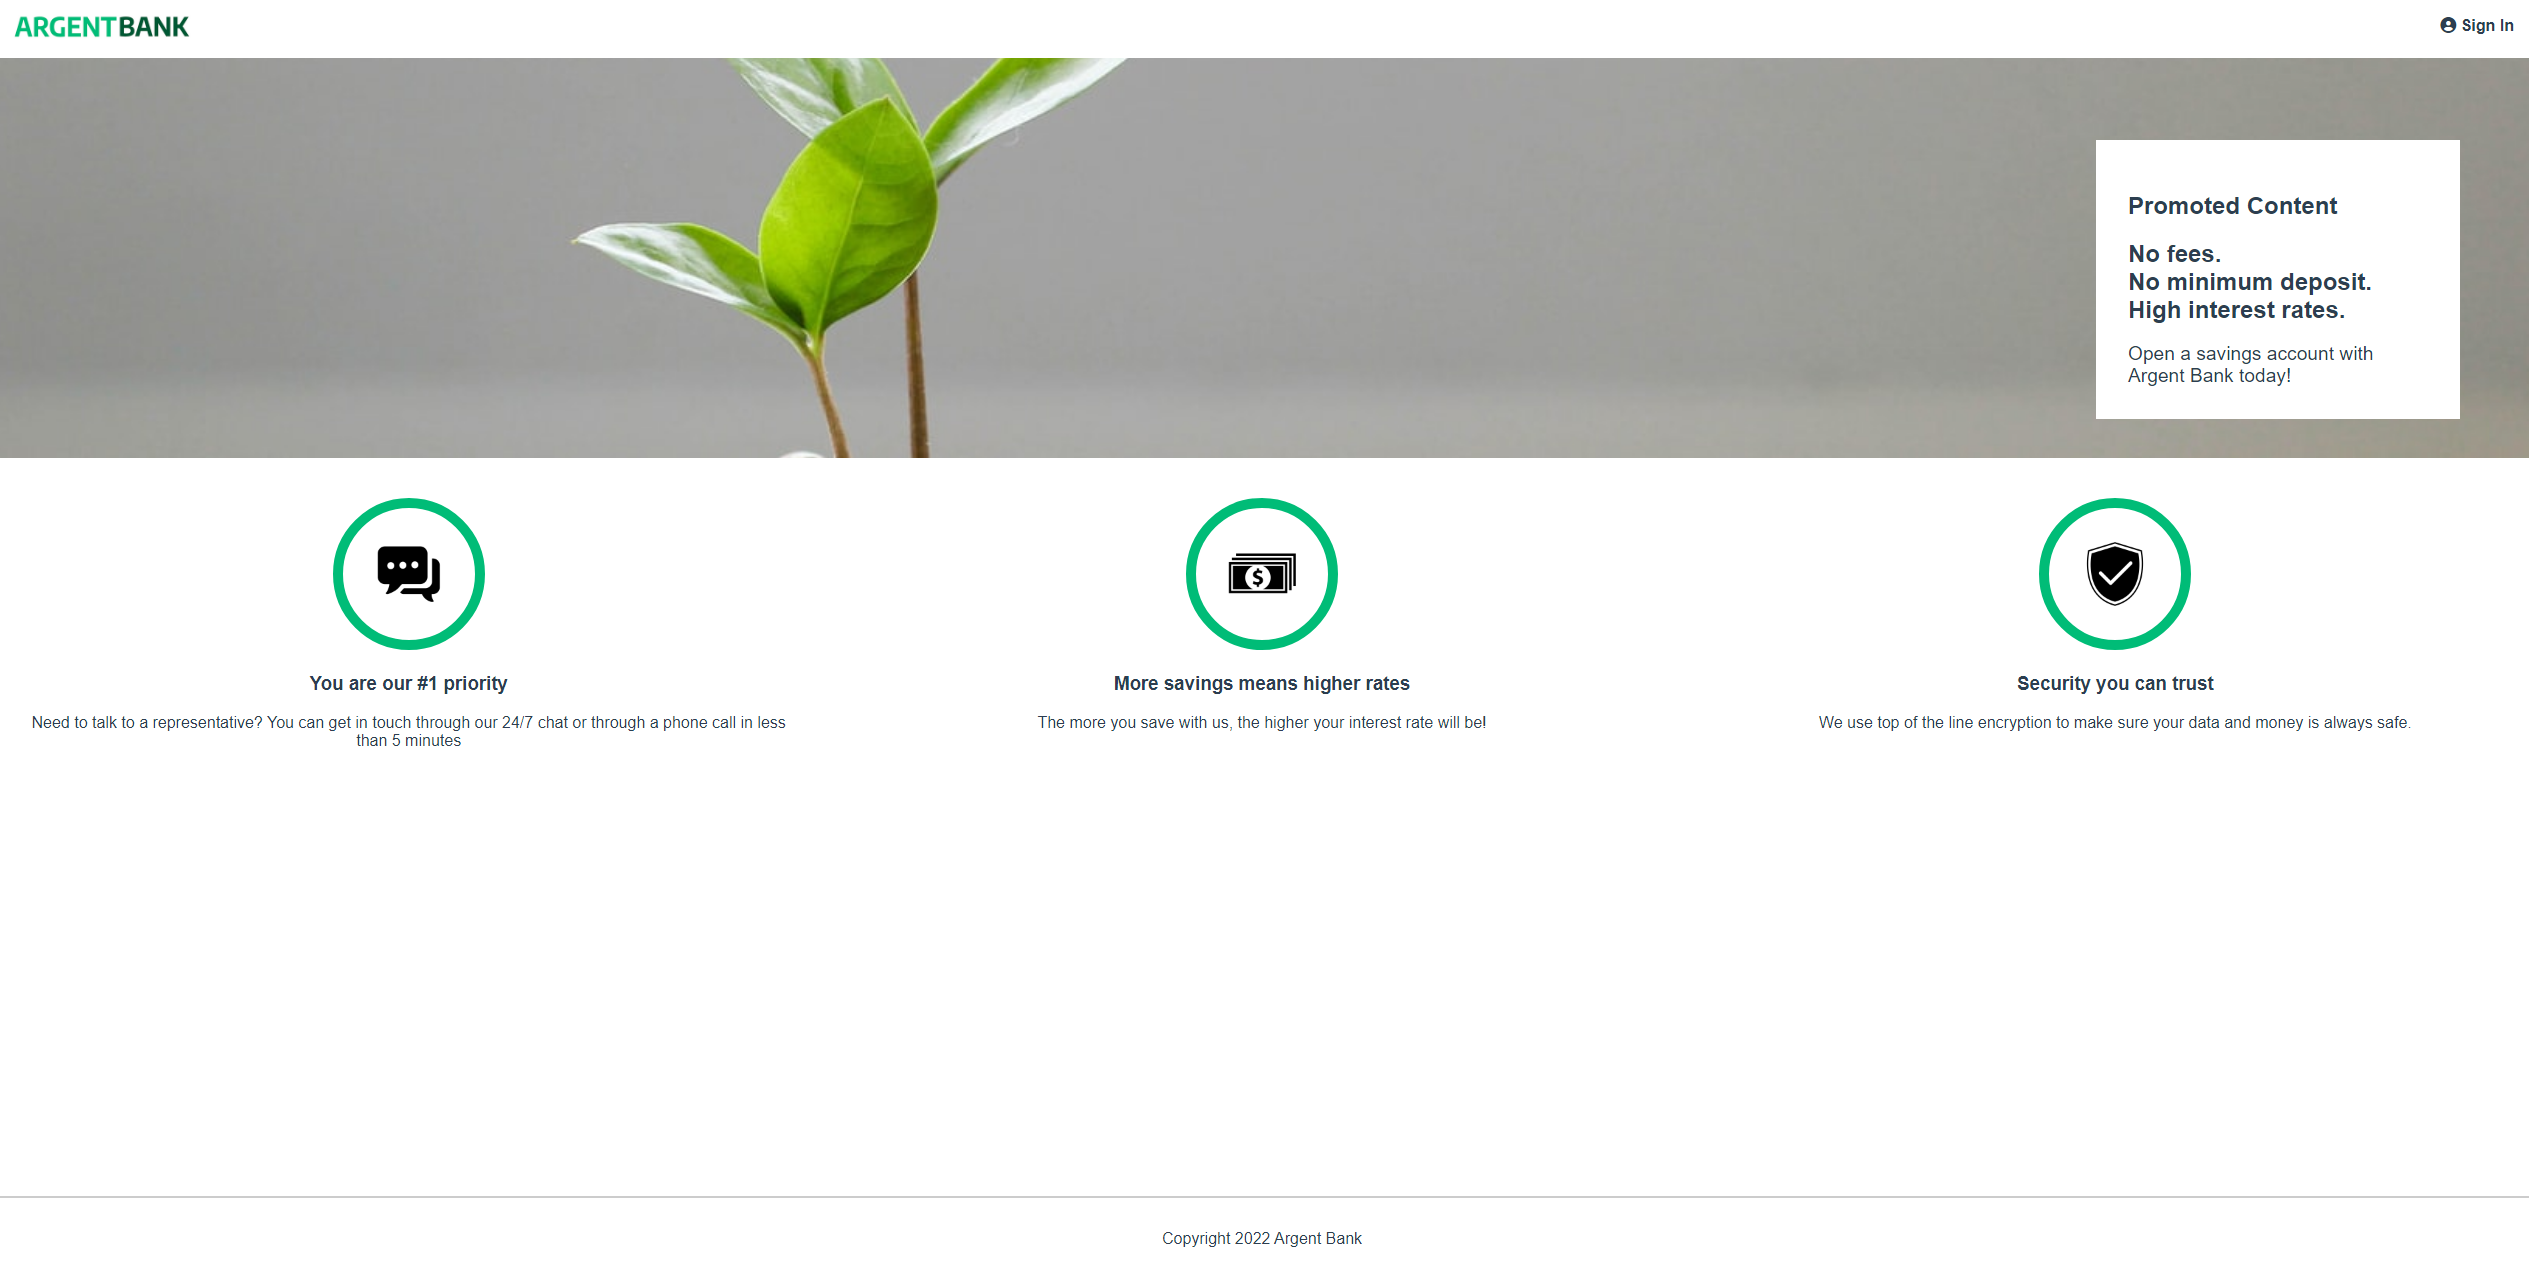 ARGENTBANK
Sign In
Promoted Content
No fees.
No minimum deposit.
High interest rates.
Open a savings account with
Argent Bank today!
$
You are our #1 priority
Need to talk to a representative? You can get in touch through our 24/7 chat or through a phone call in less
than 5 minutes
More savings means higher rates
The more you save with us, the higher your interest rate will be!
Security you can trust
We use top of the line encryption to make sure your data and money is always safe.
Copyright 2022 Argent Bank